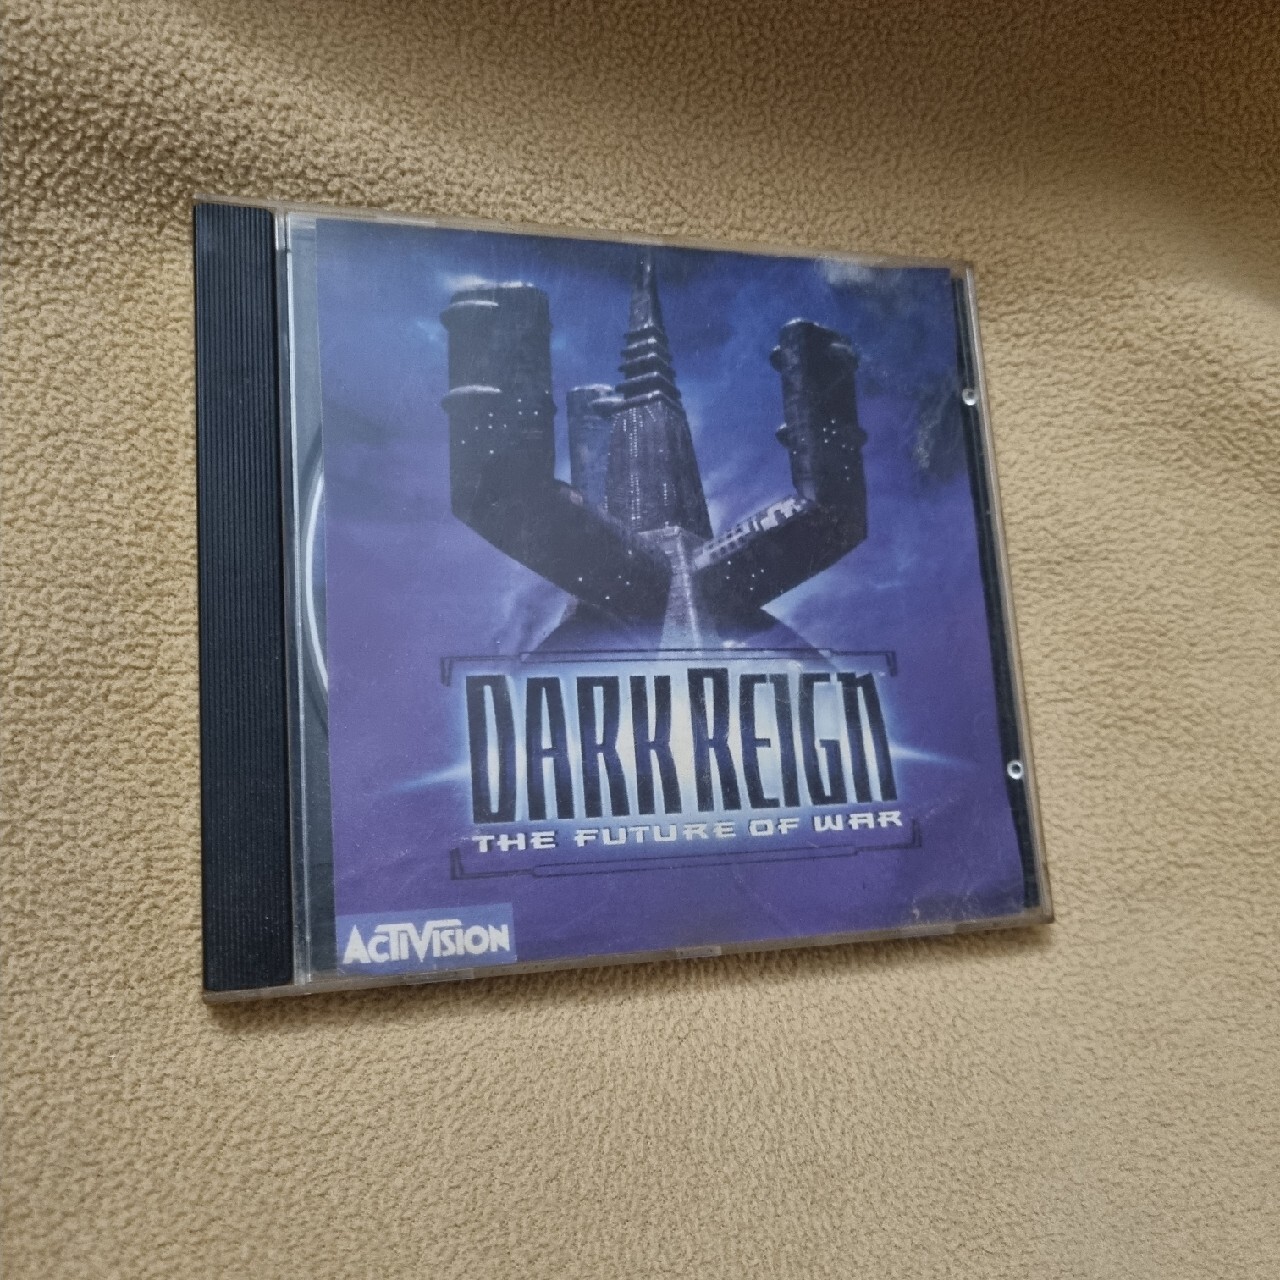 DARK REIGN
THE FUTURE OF WAR
ACTIVISION